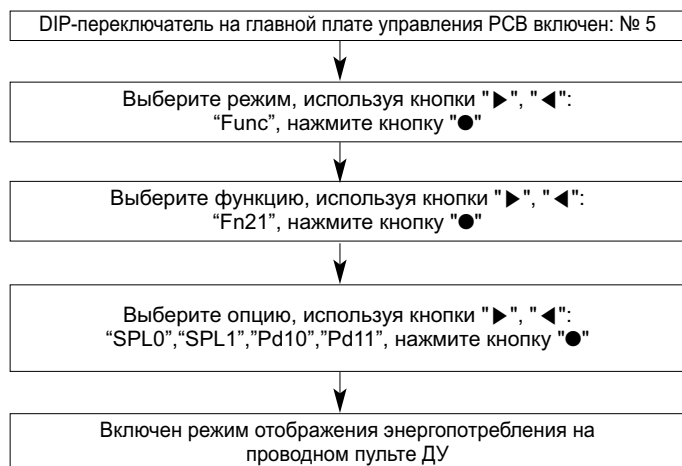 DIP-переключатель на главной плате управления PCB включен: № 5
Выберите режим, используя кнопки "▶", "◀":
“Func”, нажмите кнопку "●"
Выберите функцию, используя кнопки "▶", "◀":
“Fn21”, нажмите кнопку "●"
Выберите опцию, используя кнопки "▶", "◀":
“SPL0”,“SPL1”,”Pd10”,”Pd11”, нажмите кнопку "●"
Включен режим отображения энергопотребления на
проводном пульте ДУ